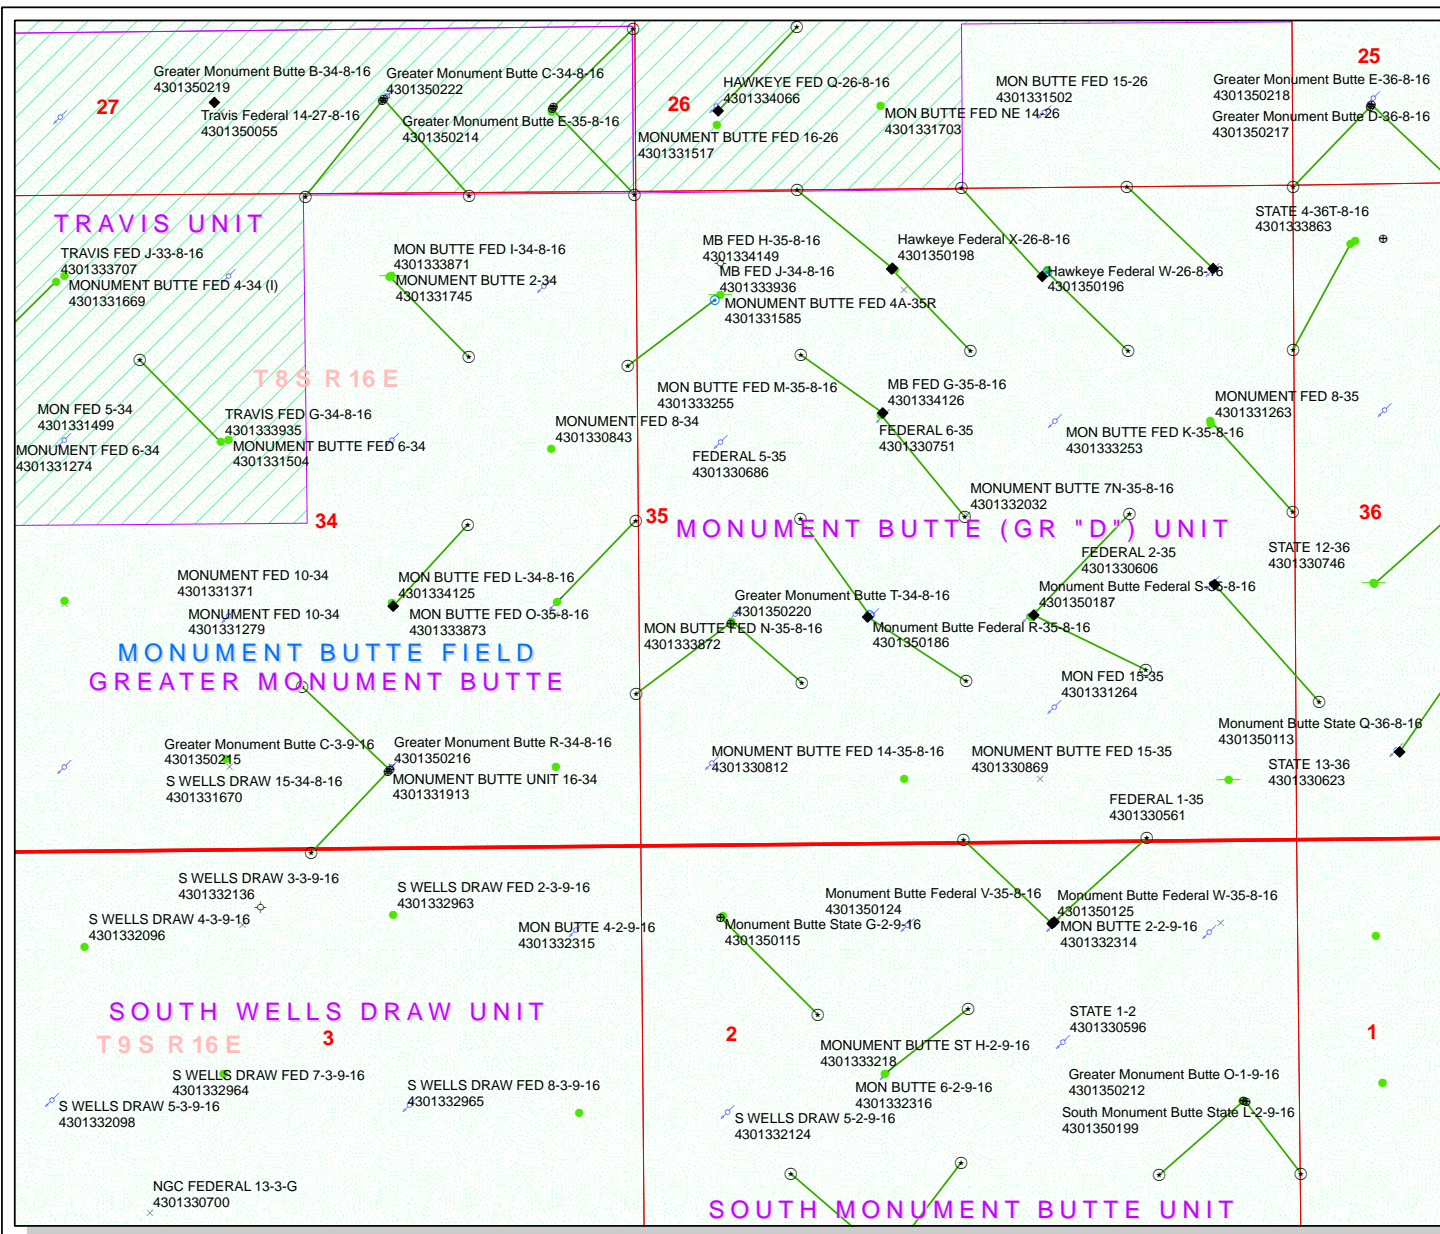 25
Greater Monument Butte B-34-8-16
4301350219
Travis Federal 14-27-8-16
4301350055
27
Greater Monument Butte C-34-8-16
4301350222
Greater Monument Butte E-35-8-16
4301350214
26
HAWKEYE FED Q-26-8-16
4301334066
MONUMENT BUTTE FED 16-26
4301331517
MON BUTTE FED NE 14-26
4301331703
MON BUTTE FED 15-26
4301331502
Greater Monument Butte E-36-8-16
4301350218
Greater Monument Butte D-36-8-16
4301350217
TRAVIS UNIT
TRAVIS FED J-33-8-16
4301333707
MONUMENT BUTTE FED 4-34 (I)
4301331669
MON BUTTE FED I-34-8-16
4301333871
MONUMENT BUTTE 2-34
4301331745
MB FED H-35-8-16
4301334149
MB FED J-34-8-16
4301333936
MONUMENT BUTTE FED 4A-35R
4301331585
Hawkeye Federal X-26-8-16
4301350198
Hawkeye Federal W-26-8-16
4301350196
STATE 4-36T-8-16
4301333863
T8S R16E
MON FED 5-34
4301331499
MONUMENT FED 6-34
4301331274
TRAVIS FED G-34-8-16
4301333935
MONUMENT BUTTE FED 6-34
4301331504
MONUMENT FED 8-34
4301330843
MON BUTTE FED M-35-8-16
4301333255
FEDERAL 5-35
4301330686
MB FED G-35-8-16
4301334126
FEDERAL 6-35
4301330751
MON BUTTE FED K-35-8-16
4301333253
MONUMENT FED 8-35
4301331263
MONUMENT BUTTE 7N-35-8-16
4301332032
34
35
36
MONUMENT BUTTE (GR "D") UNIT
FEDERAL 2-35
4301330606
STATE 12-36
4301330746
MONUMENT FED 10-34
4301331371
MONUMENT FED 10-34
4301331279
MON BUTTE FED L-34-8-16
4301334125
MON BUTTE FED O-35-8-16
4301333873
Greater Monument Butte T-34-8-16
4301350220
MON BUTTE FED N-35-8-16
4301333872
Monument Butte Federal R-35-8-16
4301350186
Monument Butte Federal S-35-8-16
4301350187
MONUMENT BUTTE FIELD
GREATER MONUMENT BUTTE
MON FED 15-35
4301331264
Monument Butte State Q-36-8-16
4301350113
Greater Monument Butte C-3-9-16
4301350215
S WELLS DRAW 15-34-8-16
4301331670
Greater Monument Butte R-34-8-16
4301350216
MONUMENT BUTTE UNIT 16-34
4301331913
MONUMENT BUTTE FED 14-35-8-16
4301330812
MONUMENT BUTTE FED 15-35
4301330869
STATE 13-36
4301330623
FEDERAL 1-35
4301330561
S WELLS DRAW 3-3-9-16
4301332136
S WELLS DRAW 4-3-9-16
4301332096
S WELLS DRAW FED 2-3-9-16
4301332963
MON BUTTE 4-2-9-16
4301332315
Monument Butte Federal V-35-8-16
4301350124
Monument Butte State G-2-9-16
4301350115
Monument Butte Federal W-35-8-16
4301350125
MON BUTTE 2-2-9-16
4301332314
SOUTH WELLS DRAW UNIT
T9S R16E
3
2
1
STATE 1-2
4301330596
MONUMENT BUTTE ST H-2-9-16
4301333218
MON BUTTE 6-2-9-16
4301332316
S WELLS DRAW FED 7-3-9-16
4301332964
S WELLS DRAW 5-3-9-16
4301332098
S WELLS DRAW FED 8-3-9-16
4301332965
S WELLS DRAW 5-2-9-16
4301332124
Greater Monument Butte O-1-9-16
4301350212
South Monument Butte State L-2-9-16
4301350199
NGC FEDERAL 13-3-G
4301330700
SOUTH MONUMENT BUTTE UNIT